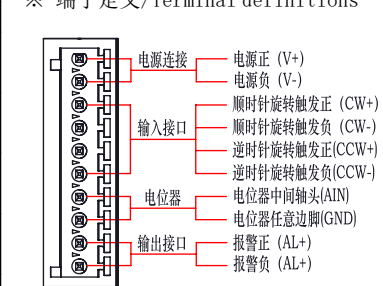 ※ 端子定义/Terminal definitions
电源连接
电源正 (V+)
电源负 (V-)
输入接口
顺时针旋转触发正 (CW+)
顺时针旋转触发负 (CW-)
逆时针旋转触发正(CCW+)
逆时针旋转触发负(CCW-)
电位器
电位器中间轴头(AIN)
电位器任意边脚(GND)
输出接口
报警正 (AL+)
报警负 (AL+)